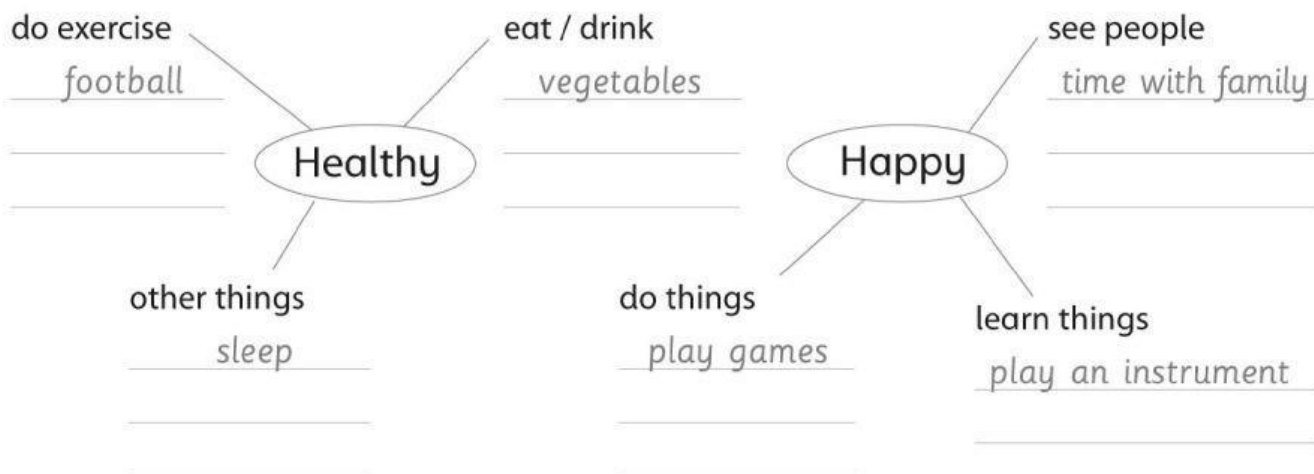 do exercise
football
eat / drink
vegetables
Healthy
other things
sleep
see people
time with family
Happy
do things
play games
learn things
play an instrument